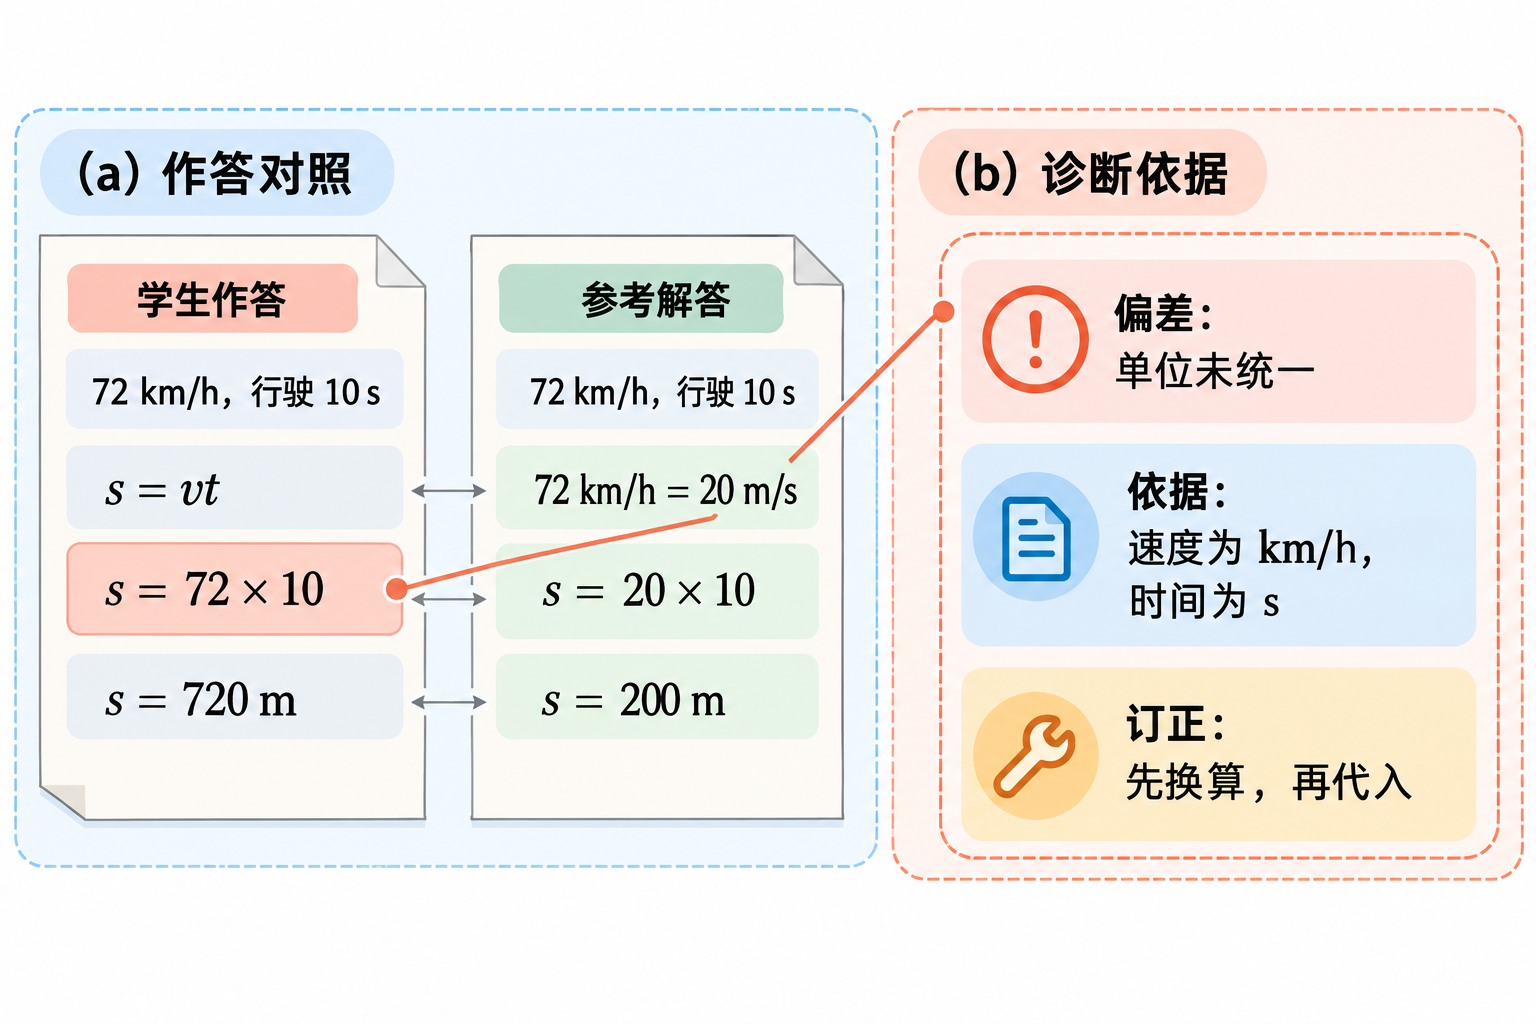 (a) 作答对照
学生作答
72 km/h，行驶 10 s
s = vt
s = 72 × 10
s = 720 m
参考解答
72 km/h，行驶 10 s
72 km/h = 20 m/s
s = 20 × 10
s = 200 m
(b) 诊断依据
偏差：
单位未统一
依据：
速度为 km/h，
时间为 s
订正：
先换算，再代入